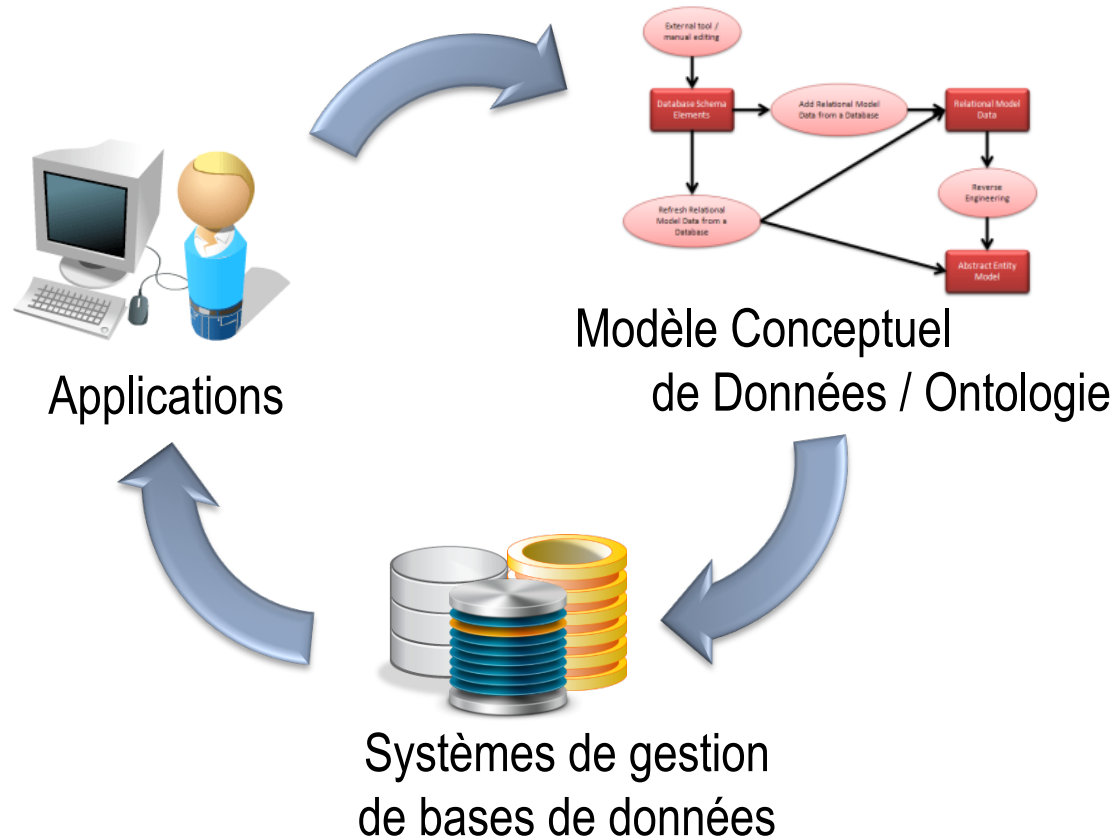 External tool /
manual editing
Database Schema
Elements
Add Relational Model
Data from a Database
Relational Model
Data
Refresh Relational
Model Data from a
Database
Reverse
Engineering
Abstract Entity
Model
Modèle Conceptuel
de Données / Ontologie
Applications
Systèmes de gestion
de bases de données